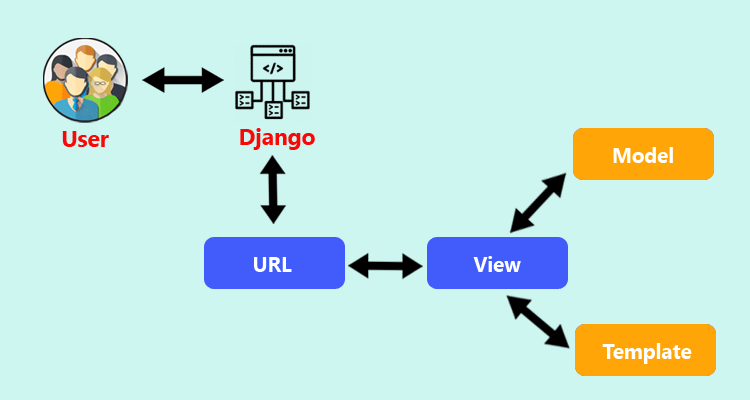 User
Django
</>
Model
URL
View
Template